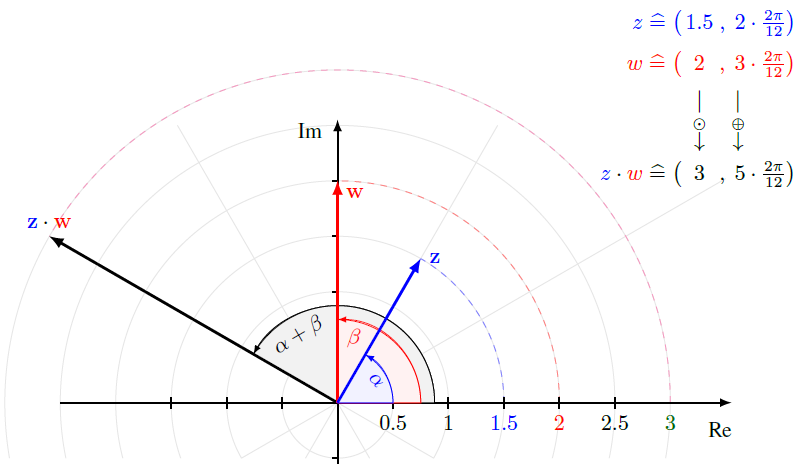 z ≙ ( 1.5 , 2 · 2π/12 )
w ≙ ( 2 , 3 · 2π/12 )
⊙ ⊕
z · w ≙ ( 3 , 5 · 2π/12 )
Im
w
z · w
z
α + β
β
α
0.5 1 1.5 2 2.5 3
Re